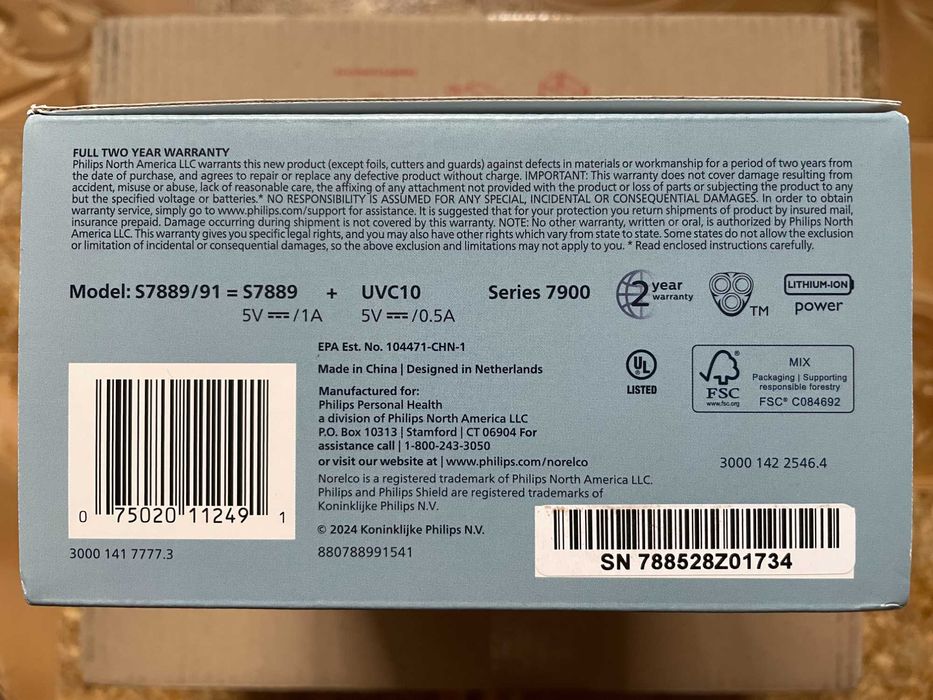 FULL TWO YEAR WARRANTY
Philips North America LLC warrants this new product (except foils, cutters and guards) against defects in materials or workmanship for a period of two years from
the date of purchase, and agrees to repair or replace any defective product without charge. IMPORTANT: This warranty does not cover damage resulting from
accident, misuse or abuse, lack of reasonable care, the affixing of any attachment not provided with the product or loss of parts or subjecting the product to any
but the specified voltage or batteries.* NO RESPONSIBILITY IS ASSUMED FOR ANY SPECIAL, INCIDENTAL OR CONSEQUENTIAL DAMAGES. In order to obtain
warranty service, simply go to www.philips.com/support for assistance. It is suggested that for your protection you return shipments of product by insured mail,
insurance prepaid. Damage occurring during shipment is not covered by this warranty. NOTE: No other warranty, written or oral, is authorized by Philips North
America LLC. This warranty gives you specific legal rights, and you may also have other rights which vary from state to state. Some states do not allow the exclusion
or limitation of incidental or consequential damages, so the above exclusion and limitations may not apply to you. * Read enclosed instructions carefully.
Model: S7889/91 = S7889 + UVC10 Series 7900
5V ⎓ /1A 5V ⎓ /0.5A
2 year
warranty
TM
LITHIUM-ION
power
EPA Est. No. 104471-CHN-1
Made in China | Designed in Netherlands
Manufactured for:
Philips Personal Health
a division of Philips North America LLC
P.O. Box 10313 | Stamford | CT 06904 For
assistance call | 1-800-243-3050
or visit our website at | www.philips.com/norelco
Norelco is a registered trademark of Philips North America LLC.
Philips and Philips Shield are registered trademarks of
Koninklijke Philips N.V.
© 2024 Koninklijke Philips N.V.
880788991541
UL
LISTED
FSC®
www.fsc.org
MIX
Packaging | Supporting
responsible forestry
FSC® C084692
3000 142 2546.4
0 75020 11249 1
3000 141 7777.3
SN 788528Z01734